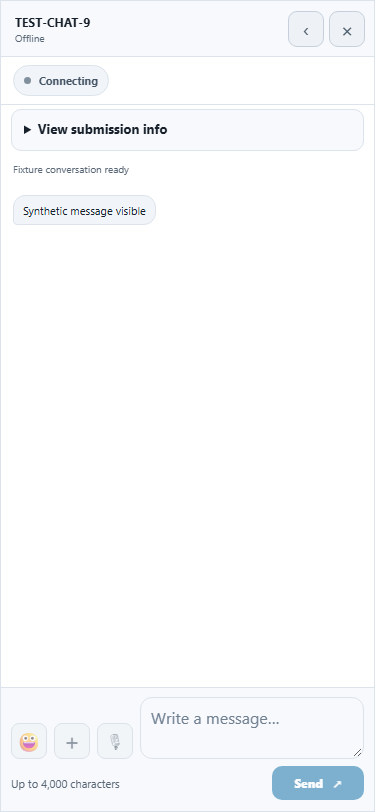 TEST-CHAT-9
Offline
Connecting
View submission info
Fixture conversation ready
Synthetic message visible
Write a message...
Up to 4,000 characters
Send